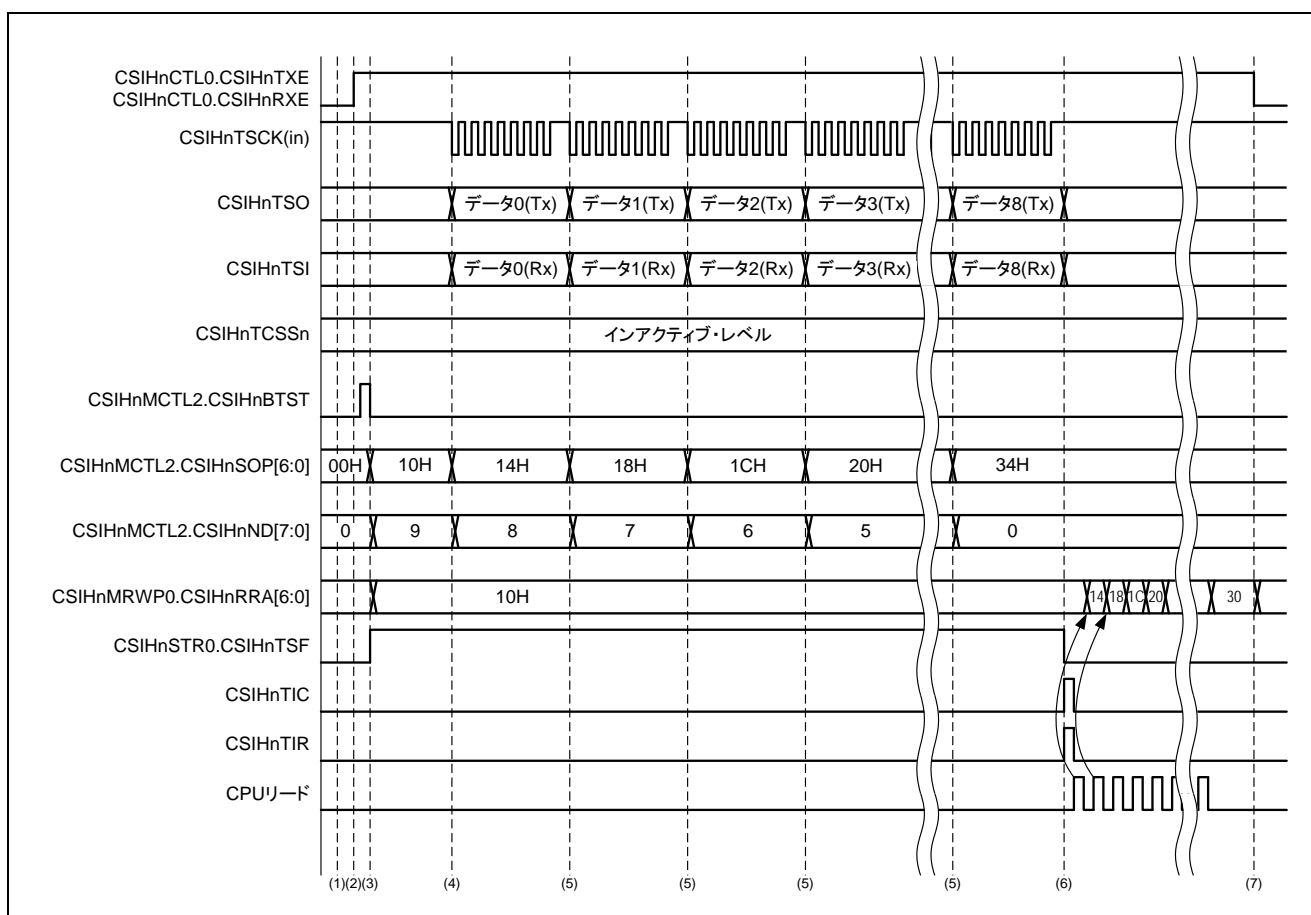 CSIHnCTL0.CSIHnTXE
CSIHnCTL0.CSIHnRXE
CSIHnTSCK(in)
CSIHnTSO
データ0(Tx) データ1(Tx) データ2(Tx) データ3(Tx) データ8(Tx)
CSIHnTSI
データ0(Rx) データ1(Rx) データ2(Rx) データ3(Rx) データ8(Rx)
CSIHnTCSSn
インアクティブ・レベル
CSIHnMCTL2.CSIHnBTST
CSIHnMCTL2.CSIHnSOP[6:0]
00H 10H 14H 18H 1CH 20H 34H
CSIHnMCTL2.CSIHnND[7:0]
0 9 8 7 6 5 0
CSIHnMRWP0.CSIHnRRA[6:0]
10H 14 18 1C 20 30
CSIHnSTR0.CSIHnTSF
CSIHnTIC
CSIHnTIR
CPUリード
(1) (2) (3) (4) (5) (5) (5) (5) (6) (7)